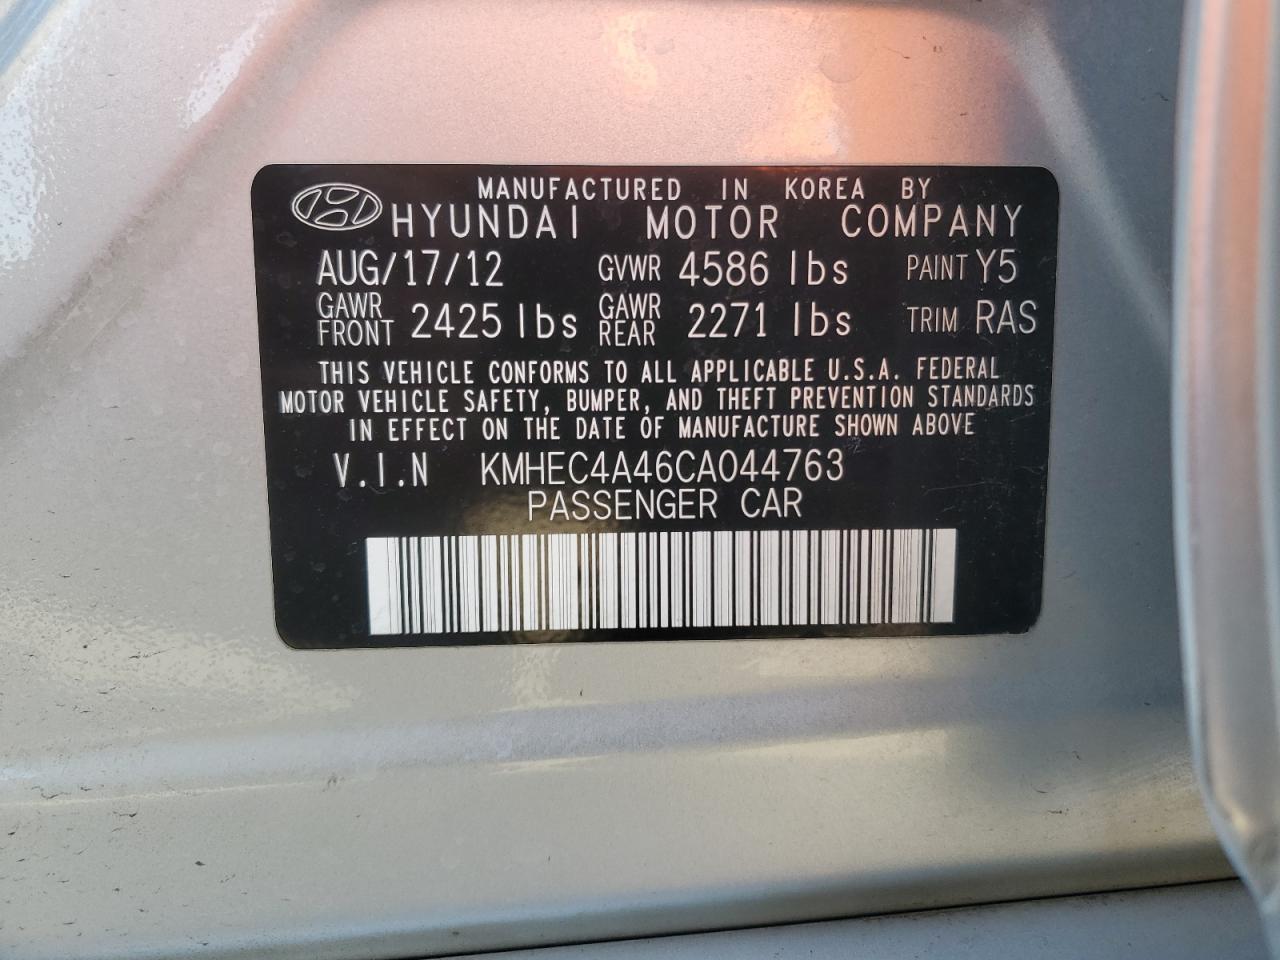 MANUFACTURED IN KOREA BY
HYUNDAI MOTOR COMPANY
AUG/17/12 GVWR 4586 lbs PAINT Y5
GAWR FRONT 2425 lbs GAWR REAR 2271 lbs TRIM RAS
THIS VEHICLE CONFORMS TO ALL APPLICABLE U.S.A. FEDERAL
MOTOR VEHICLE SAFETY, BUMPER, AND THEFT PREVENTION STANDARDS
IN EFFECT ON THE DATE OF MANUFACTURE SHOWN ABOVE
V.I.N KMHEC4A46CA044763
PASSENGER CAR